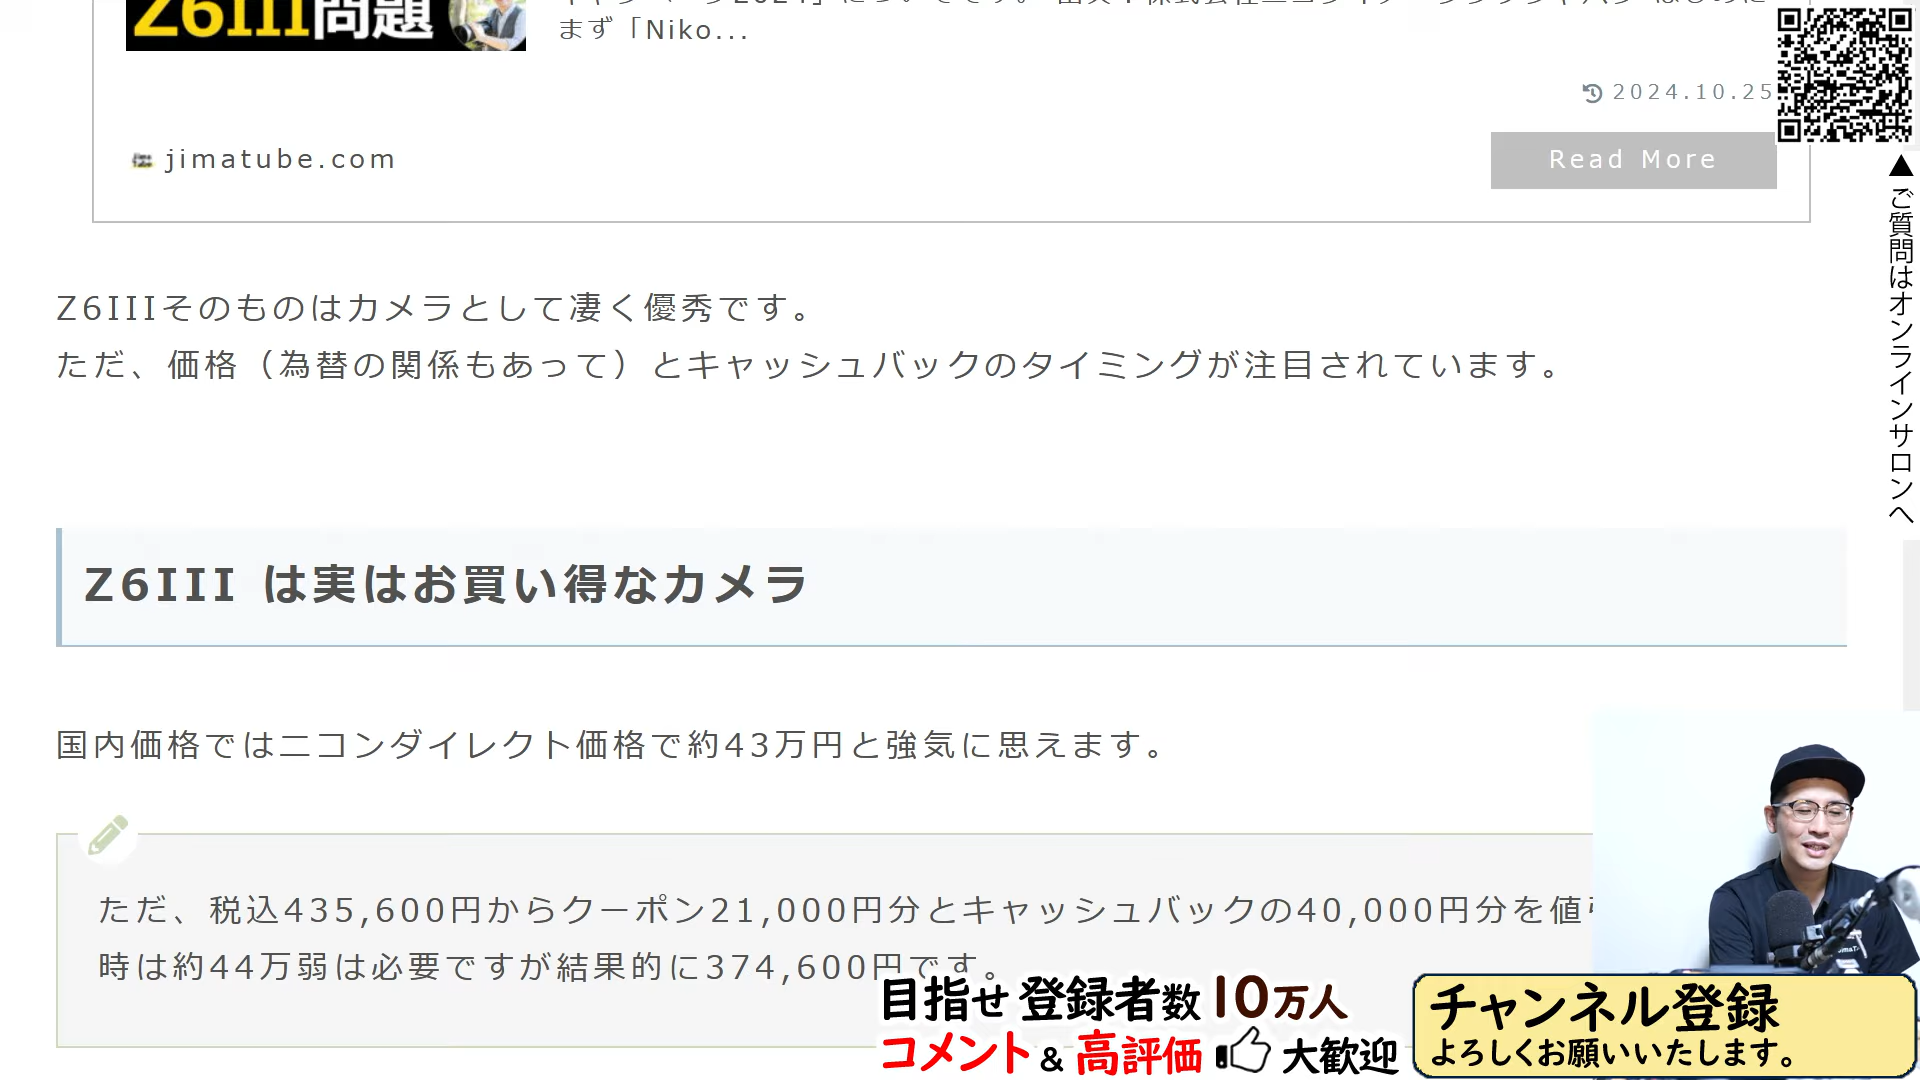 Z6III問題
まず「Niko...
2024.10.25
jimatube.com
Read More
▲ご質問はオンラインサロンへ
Z6IIIそのものはカメラとして凄く優秀です。
ただ、価格（為替の関係もあって）とキャッシュバックのタイミングが注目されています。
Z6III は実はお買い得なカメラ
国内価格ではニコンダイレクト価格で約43万円と強気に思えます。
ただ、税込435,600円からクーポン21,000円分とキャッシュバックの40,000円分を値
時は約44万弱は必要ですが結果的に374,600円です。
目指せ 登録者数 10万人
コメント & 高評価 大歓迎
チャンネル登録
よろしくお願いいたします。